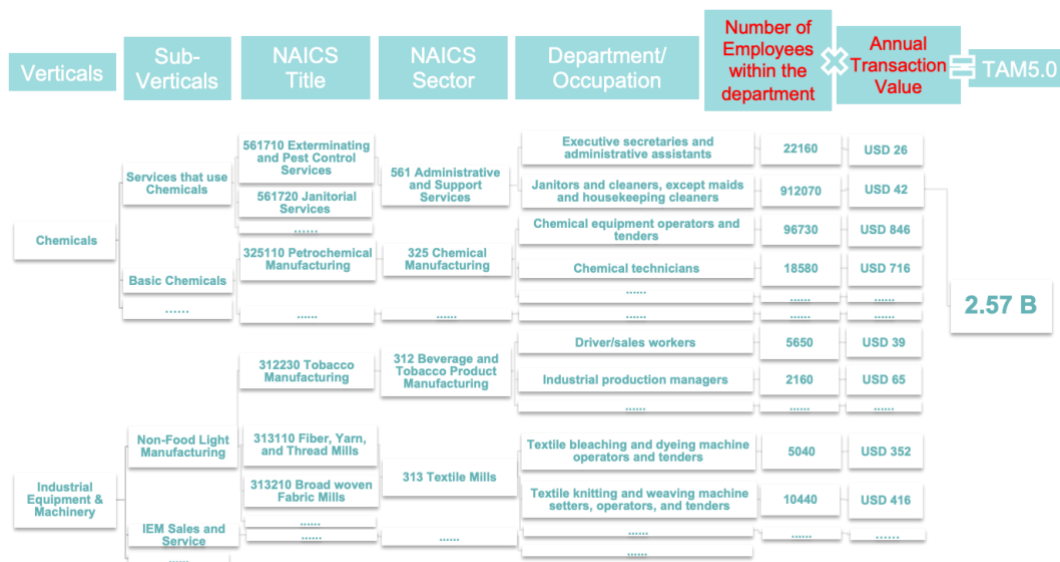 Verticals
Sub-
Verticals
NAICS
Title
NAICS
Sector
Department/
Occupation
Number of
Employees
within the
department
Annual
Transaction
Value
TAM5.0
Chemicals
Services that use
Chemicals
561710 Exterminating
and Pest Control
Services
561720 Janitorial
Services
......
561 Administrative
and Support
Services
Executive secretaries and
administrative assistants
22160
USD 26
Janitors and cleaners, except maids
and housekeeping cleaners
912070
USD 42
Basic Chemicals
325110 Petrochemical
Manufacturing
325 Chemical
Manufacturing
Chemical equipment operators and
tenders
96730
USD 846
Chemical technicians
18580
USD 716
......
......
......
......
......
......
......
......
......
2.57 B
Industrial
Equipment &
Machinery
Non-Food Light
Manufacturing
312230 Tobacco
Manufacturing
312 Beverage and
Tobacco Product
Manufacturing
Driver/sales workers
5650
USD 39
Industrial production managers
2160
USD 65
......
......
......
313110 Fiber, Yarn,
and Thread Mills
313210 Broad woven
Fabric Mills
......
313 Textile Mills
Textile bleaching and dyeing machine
operators and tenders
5040
USD 352
Textile knitting and weaving machine
setters, operators, and tenders
10440
USD 416
......
......
......
IEM Sales and
Service
......
......
......
......